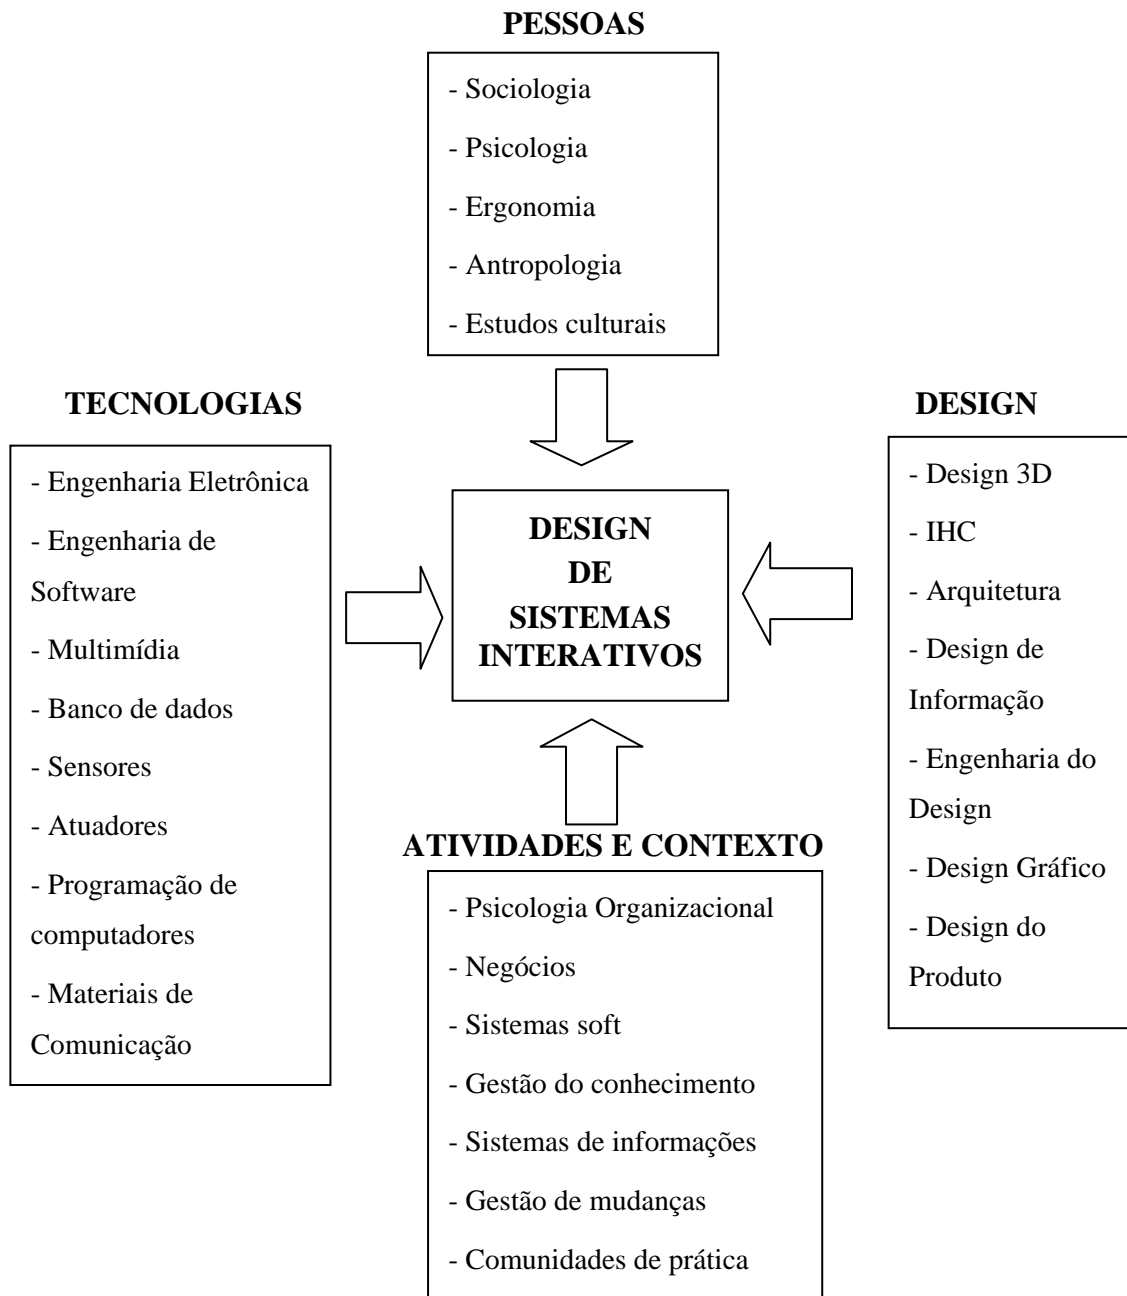 PESSOAS
- Sociologia
- Psicologia
- Ergonomia
- Antropologia
- Estudos culturais
TECNOLOGIAS
- Engenharia Eletrônica
- Engenharia de
Software
- Multimídia
- Banco de dados
- Sensores
- Atuadores
- Programação de
computadores
- Materiais de
Comunicação
DESIGN
DE
SISTEMAS
INTERATIVOS
DESIGN
- Design 3D
- IHC
- Arquitetura
- Design de
Informação
- Engenharia do
Design
- Design Gráfico
- Design do
Produto
ATIVIDADES E CONTEXTO
- Psicologia Organizacional
- Negócios
- Sistemas soft
- Gestão do conhecimento
- Sistemas de informações
- Gestão de mudanças
- Comunidades de prática